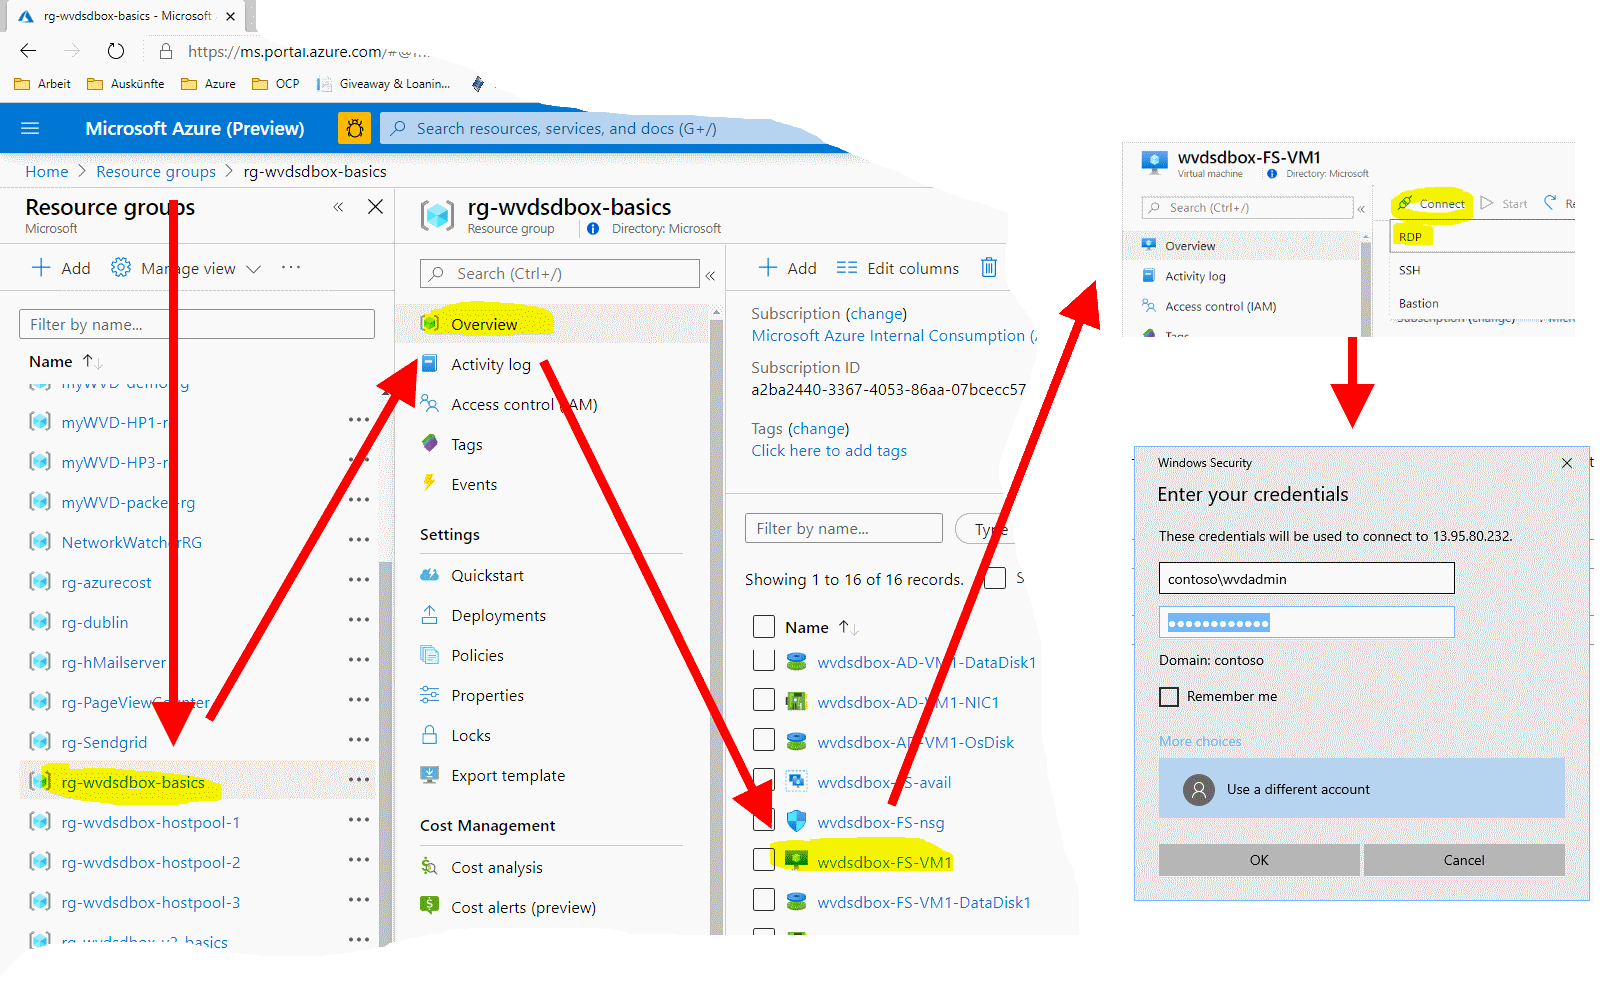 rg-wvdsdbox-basics - Microsoft
https://ms.portal.azure.com/#@
Arbeit
Auskünfte
Azure
OCP
Giveaway & Loanin...
Microsoft Azure (Preview)
Search resources, services, and docs (G+/)
Home > Resource groups > rg-wvdsdbox-basics
Resource groups
Microsoft
Add
Manage view
Filter by name...
Name
myWVD-HP1-r
myWVD-HP3-r
myWVD-packer-rg
NetworkWatcherRG
rg-azurecost
rg-dublin
rg-hMailserver
rg-PageViewCounter
rg-Sendgrid
rg-wvdsdbox-basics
rg-wvdsdbox-hostpool-1
rg-wvdsdbox-hostpool-2
rg-wvdsdbox-hostpool-3
rg-wvdsdbox-v2-basics
rg-wvdsdbox-basics
Resource group
Directory: Microsoft
Search (Ctrl+/)
Overview
Activity log
Access control (IAM)
Tags
Events
Settings
Quickstart
Deployments
Policies
Properties
Locks
Export template
Cost Management
Cost analysis
Cost alerts (preview)
Add
Edit columns
Subscription (change)
Microsoft Azure Internal Consumption (
Subscription ID
a2ba2440-3367-4053-86aa-07bcecc57
Tags (change)
Click here to add tags
Filter by name...
Type
Showing 1 to 16 of 16 records.
S
Name
wvdsdbox-AD-VM1-DataDisk1
wvdsdbox-AD-VM1-NIC1
wvdsdbox-AD-VM1-OsDisk
wvdsdbox-FS-avail
wvdsdbox-FS-nsg
wvdsdbox-FS-VM1
wvdsdbox-FS-VM1-DataDisk1
wvdsdbox-FS-VM1
Virtual machine
Directory: Microsoft
Search (Ctrl+/)
Overview
Activity log
Access control (IAM)
Tags
Connect
Start
Re
RDP
SSH
Bastion
Subscription (change)
Windows Security
Enter your credentials
These credentials will be used to connect to 13.95.80.232.
contoso\wvdadmin
••••••••••••
Domain: contoso
Remember me
More choices
Use a different account
OK
Cancel